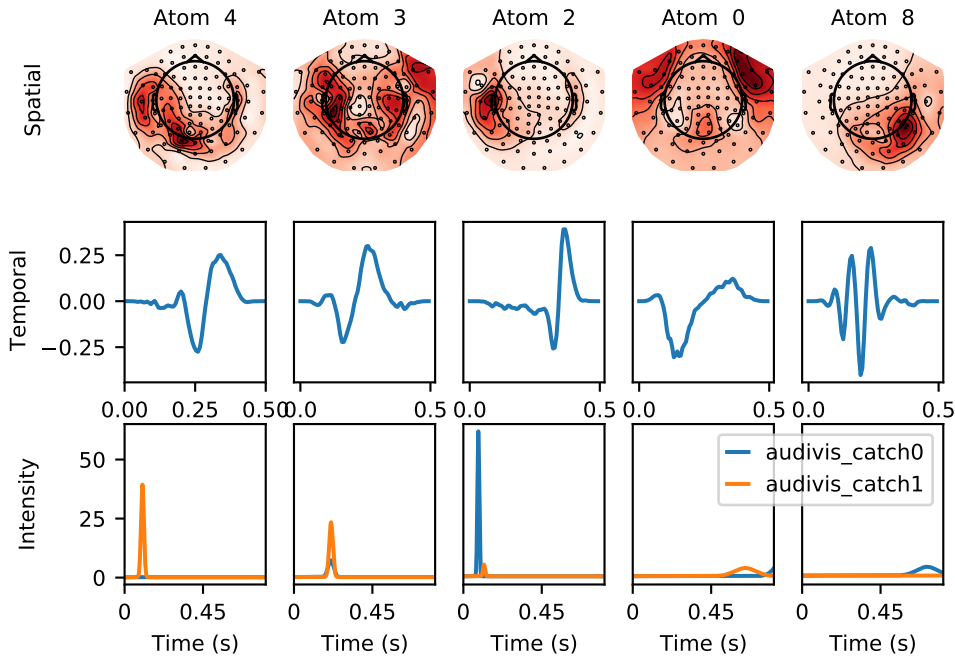 Atom 4 Atom 3 Atom 2 Atom 0 Atom 8
Spatial
Temporal
0.25
0.00
−0.25
0.00 0.25 0.50 0.0 0.5 0.0 0.5 0.0 0.5 0.0 0.5
Intensity
50
25
0
audivis_catch0
audivis_catch1
0 0.45 0 0.45 0 0.45 0 0.45 0 0.45
Time (s) Time (s) Time (s) Time (s) Time (s)